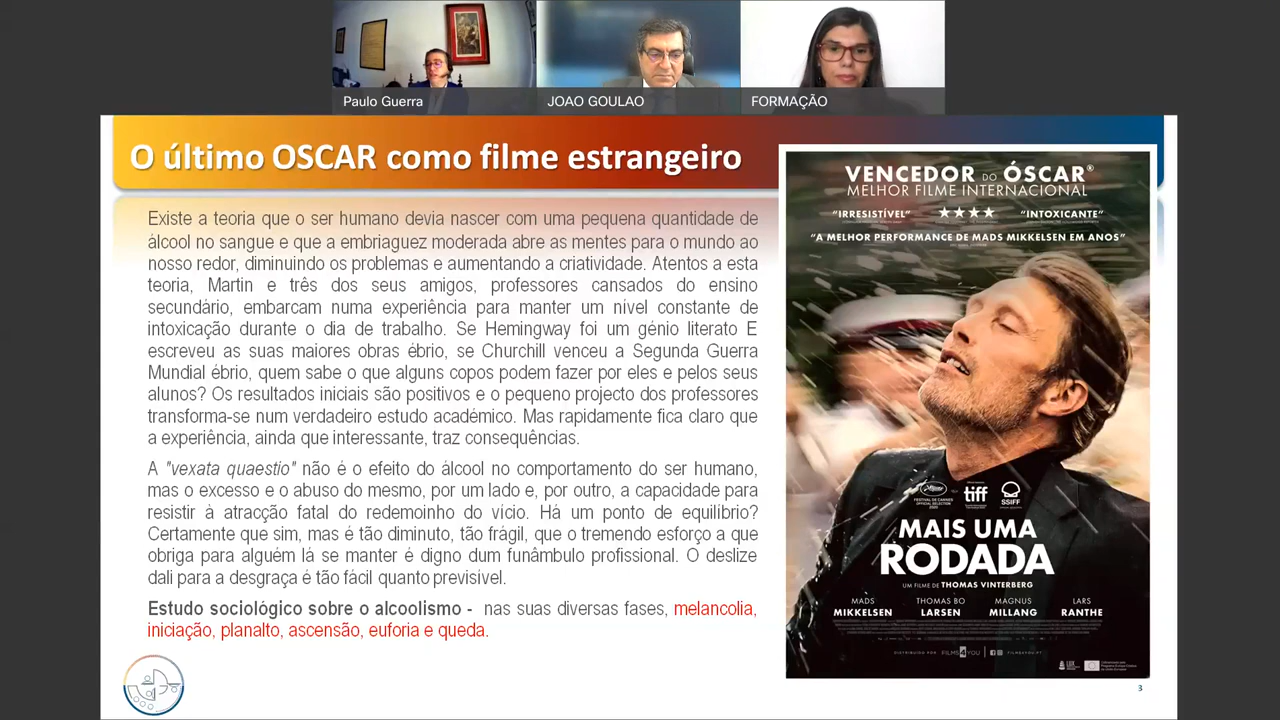 Paulo Guerra
JOAO GOULAO
FORMAÇÃO
O último OSCAR como filme estrangeiro
Existe a teoria que o ser humano devia nascer com uma pequena quantidade de
álcool no sangue e que a embriaguez moderada abre as mentes para o mundo ao
nosso redor, diminuindo os problemas e aumentando a criatividade. Atentos a esta
teoria, Martin e três dos seus amigos, professores cansados do ensino
secundário, embarcam numa experiência para manter um nível constante de
intoxicação durante o dia de trabalho. Se Hemingway foi um génio literato E
escreveu as suas maiores obras ébrio, se Churchill venceu a Segunda Guerra
Mundial ébrio, quem sabe o que alguns copos podem fazer por eles e pelos seus
alunos? Os resultados iniciais são positivos e o pequeno projecto dos professores
transforma-se num verdadeiro estudo académico. Mas rapidamente fica claro que
a experiência, ainda que interessante, traz consequências.
A "vexata quaestio" não é o efeito do álcool no comportamento do ser humano,
mas o excesso e o abuso do mesmo, por um lado e, por outro, a capacidade para
resistir à do redemoinho do vício. Há um ponto de equilíbrio?
Certamente que sim, mas é tão diminuto, tão frágil, que o tremendo esforço a que
obriga para alguém lá se manter é digno dum funâmbulo profissional. O deslize
dali para a desgraça é tão fácil quanto previsível.
Estudo sociológico sobre o alcoolismo - nas suas diversas fases, melancolia,
iniciação, planalto, ascensão, euforia e queda.
VENCEDOR DO ÓSCAR®
MELHOR FILME INTERNACIONAL
"IRRESISTÍVEL" ★★★★ "INTOXICANTE"
"A MELHOR PERFORMANCE DE MADS MIKKELSEN EM ANOS"
FESTIVAL DE CANNES
tiff
SSIFF
MAIS UMA
RODADA
UM FILME DE THOMAS VINTERBERG
MADS MIKKELSEN
THOMAS BO LARSEN
MAGNUS MILLANG
LARS RANTHE
DISTRIBUÍDO POR FILMS4YOU
FILMS4YOU.PT
LUX
3